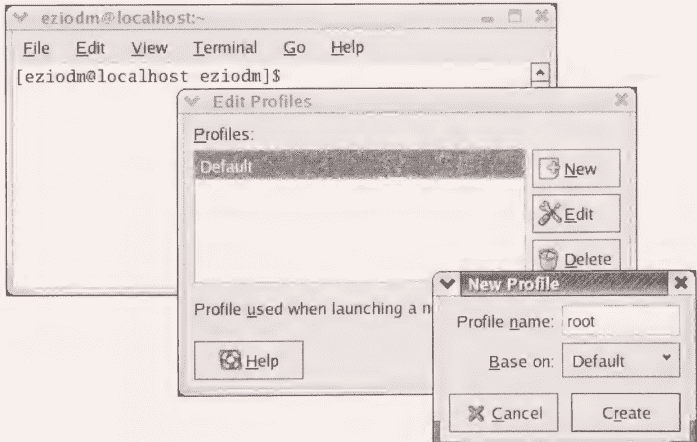 eziodm@localhost:~
File Edit View Terminal Go Help
[eziodm@localhost eziodm]$
Edit Profiles
Profiles:
Default
New
Edit
Delete
Profile used when launching a n
Help
New Profile
Profile name: root
Base on: Default
Cancel Create